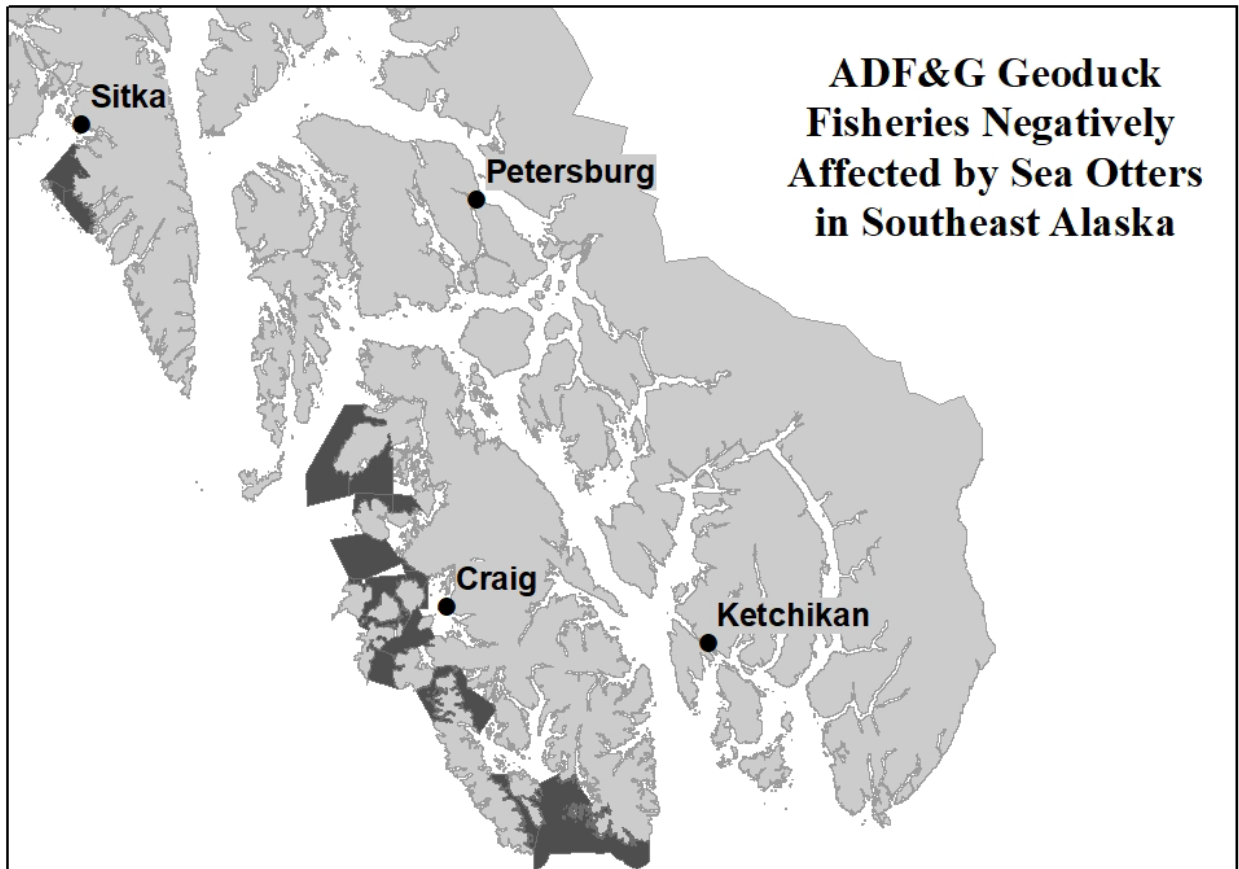 ADF&G Geoduck
Fisheries Negatively
Affected by Sea Otters
in Southeast Alaska
Sitka
Petersburg
Craig
Ketchikan